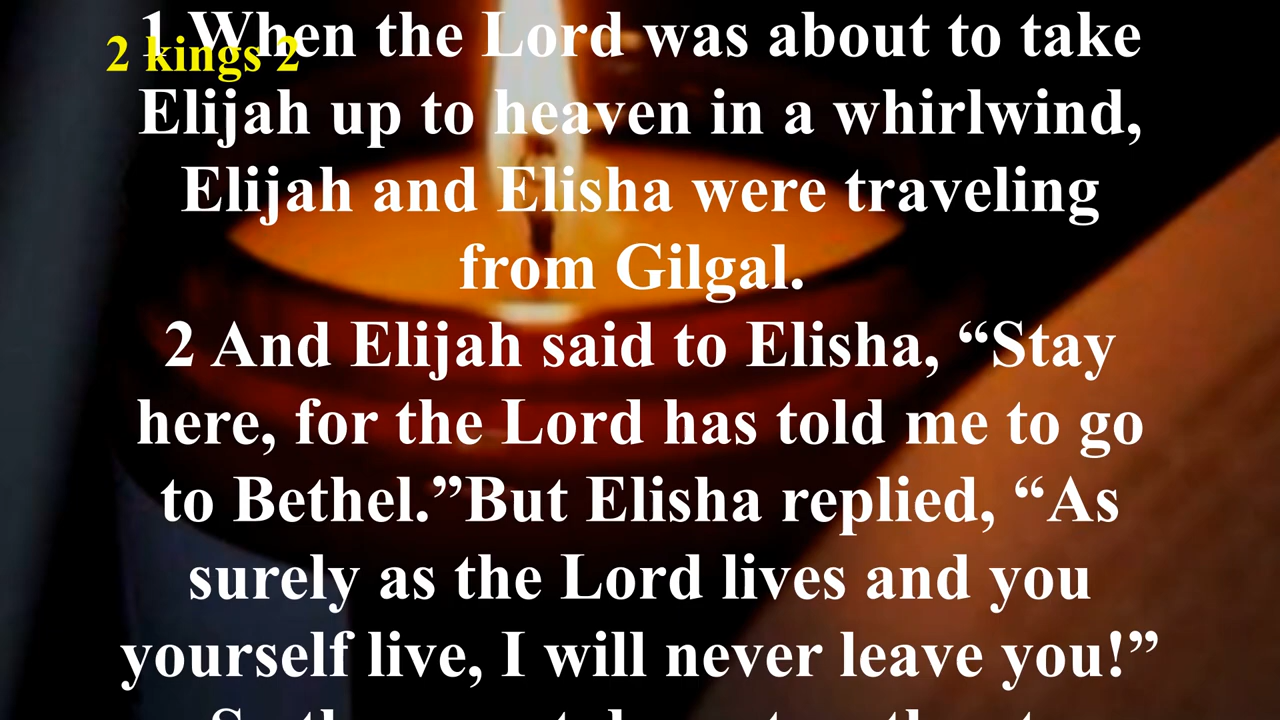 2 kings 2
1 When the Lord was about to take
Elijah up to heaven in a whirlwind,
Elijah and Elisha were traveling
from Gilgal.
2 And Elijah said to Elisha, “Stay
here, for the Lord has told me to go
to Bethel.”But Elisha replied, “As
surely as the Lord lives and you
yourself live, I will never leave you!”